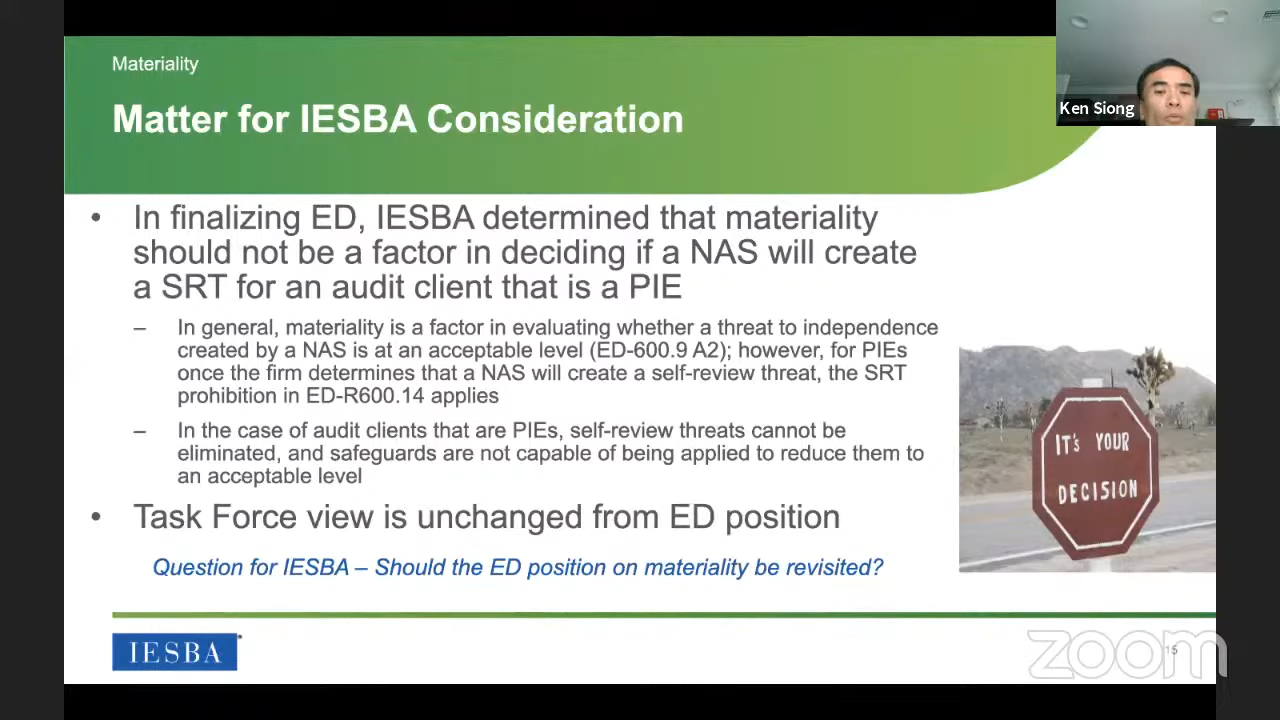 Materiality
Matter for IESBA Consideration
Ken Siong
• In finalizing ED, IESBA determined that materiality
should not be a factor in deciding if a NAS will create
a SRT for an audit client that is a PIE
– In general, materiality is a factor in evaluating whether a threat to independence
created by a NAS is at an acceptable level (ED-600.9 A2); however, for PIEs
once the firm determines that a NAS will create a self-review threat, the SRT
prohibition in ED-R600.14 applies
– In the case of audit clients that are PIEs, self-review threats cannot be
eliminated, and safeguards are not capable of being applied to reduce them to
an acceptable level
• Task Force view is unchanged from ED position
Question for IESBA – Should the ED position on materiality be revisited?
IT'S YOUR
DECISION
IESBA
zoom
15